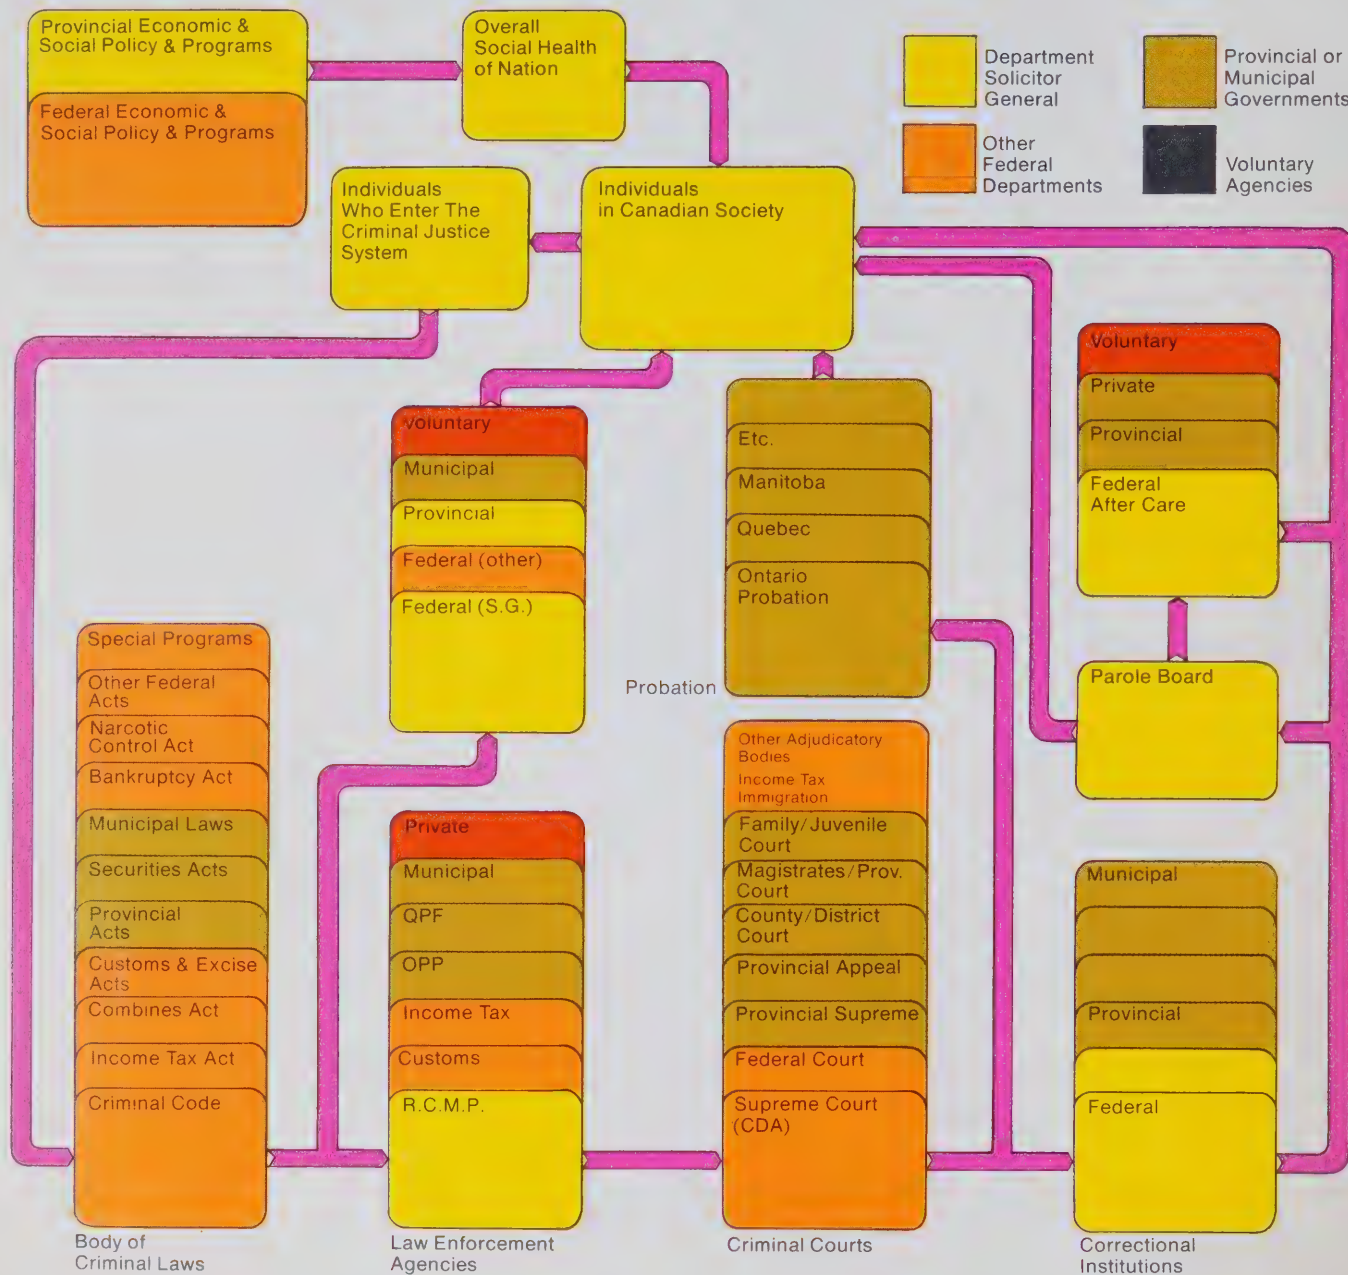 Provincial Economic &
Social Policy & Programs
Federal Economic &
Social Policy & Programs
Overall
Social Health
of Nation
Department
Solicitor
General
Provincial or
Municipal
Governments
Other
Federal
Departments
Voluntary
Agencies
Individuals
Who Enter The
Criminal Justice
System
Individuals
in Canadian Society
Voluntary
Municipal
Provincial
Federal (other)
Federal (S.G.)
Etc.
Manitoba
Quebec
Ontario
Probation
Probation
Voluntary
Private
Provincial
Federal
After Care
Parole Board
Special Programs
Other Federal
Acts
Narcotic
Control Act
Bankruptcy Act
Municipal Laws
Securities Acts
Provincial
Acts
Customs & Excise
Acts
Combines Act
Income Tax Act
Criminal Code
Body of
Criminal Laws
Private
Municipal
QPF
OPP
Income Tax
Customs
R.C.M.P.
Law Enforcement
Agencies
Other Adjudicatory
Bodies
Income Tax
Immigration
Family/Juvenile
Court
Magistrates/Prov.
Court
County/District
Court
Provincial Appeal
Provincial Supreme
Federal Court
Supreme Court
(CDA)
Criminal Courts
Municipal
Provincial
Federal
Correctional
Institutions